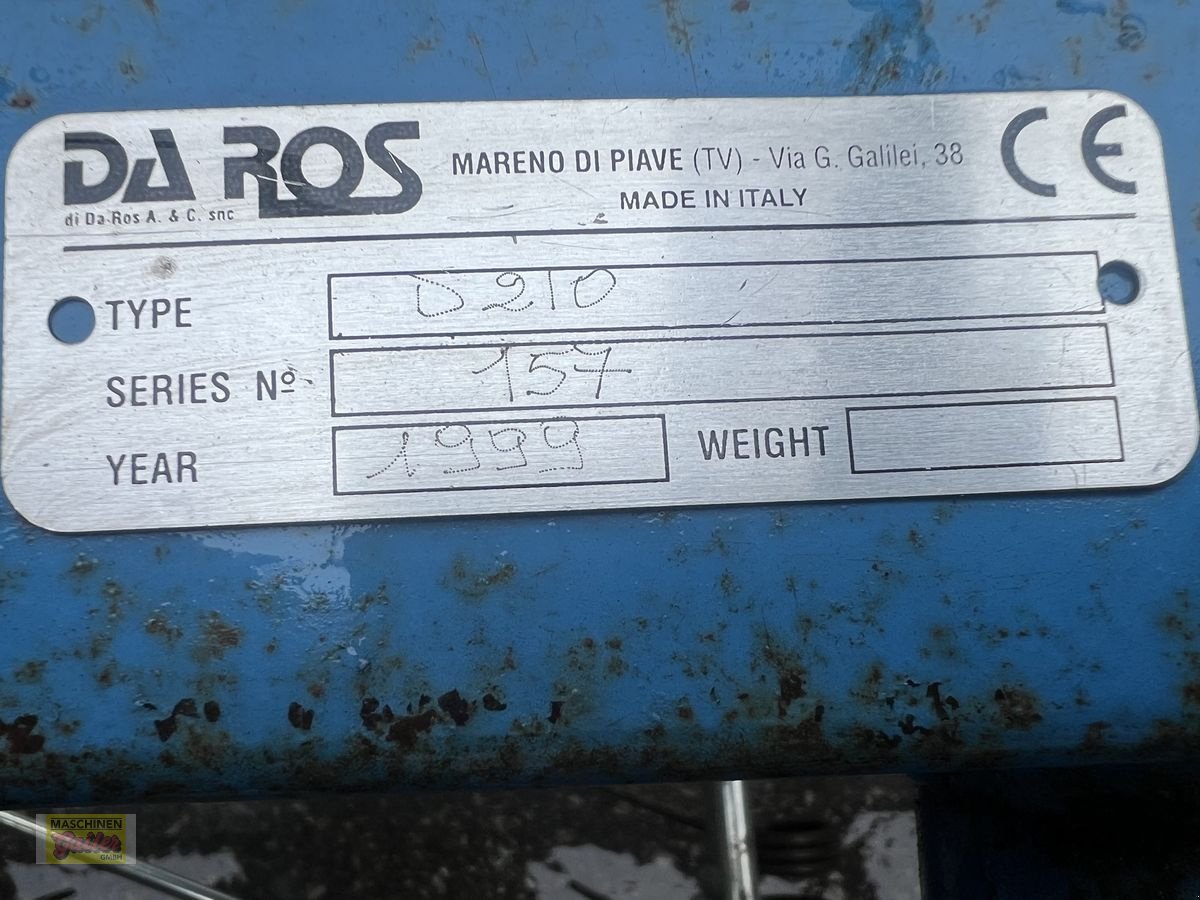 DA ROS
di Da Ros A. & C. snc
MARENO DI PIAVE (TV) - Via G. Galilei, 38
MADE IN ITALY
CE
TYPE D210
SERIES Nº 157
YEAR 1999 WEIGHT
MASCHINEN
Gailer
GMBH